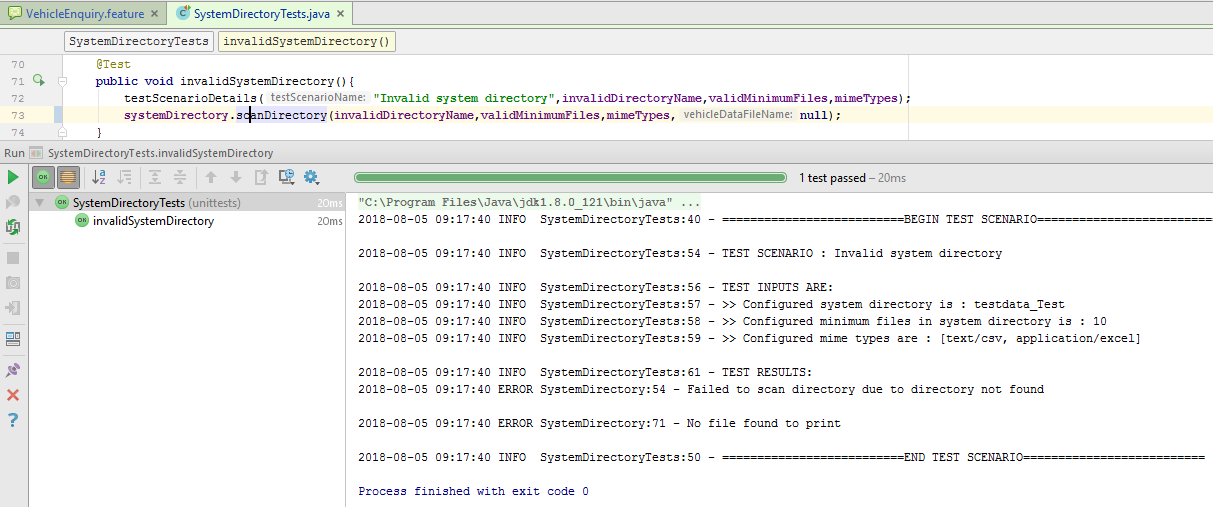 VehicleEnquiry.feature × SystemDirectoryTests.java ×
SystemDirectoryTests invalidSystemDirectory()
70 @Test
71 public void invalidSystemDirectory(){
72 testScenarioDetails( testScenarioName: "Invalid system directory",invalidDirectoryName,validMinimumFiles,mimeTypes);
73 systemDirectory.scanDirectory(invalidDirectoryName,validMinimumFiles,mimeTypes, vehicleDataFileName: null);
74 }
Run SystemDirectoryTests.invalidSystemDirectory
1 test passed – 20ms
OK SystemDirectoryTests (unittests) 20ms
OK invalidSystemDirectory 20ms
"C:\Program Files\Java\jdk1.8.0_121\bin\java" ...
2018-08-05 09:17:40 INFO  SystemDirectoryTests:40 - ==========================BEGIN TEST SCENARIO==========================
2018-08-05 09:17:40 INFO  SystemDirectoryTests:54 - TEST SCENARIO : Invalid system directory
2018-08-05 09:17:40 INFO  SystemDirectoryTests:56 - TEST INPUTS ARE:
2018-08-05 09:17:40 INFO  SystemDirectoryTests:57 - >> Configured system directory is : testdata_Test
2018-08-05 09:17:40 INFO  SystemDirectoryTests:58 - >> Configured minimum files in system directory is : 10
2018-08-05 09:17:40 INFO  SystemDirectoryTests:59 - >> Configured mime types are : [text/csv, application/excel]
2018-08-05 09:17:40 INFO  SystemDirectoryTests:61 - TEST RESULTS:
2018-08-05 09:17:40 ERROR SystemDirectory:54 - Failed to scan directory due to directory not found
2018-08-05 09:17:40 ERROR SystemDirectory:71 - No file found to print
2018-08-05 09:17:40 INFO  SystemDirectoryTests:50 - ==========================END TEST SCENARIO==========================
Process finished with exit code 0